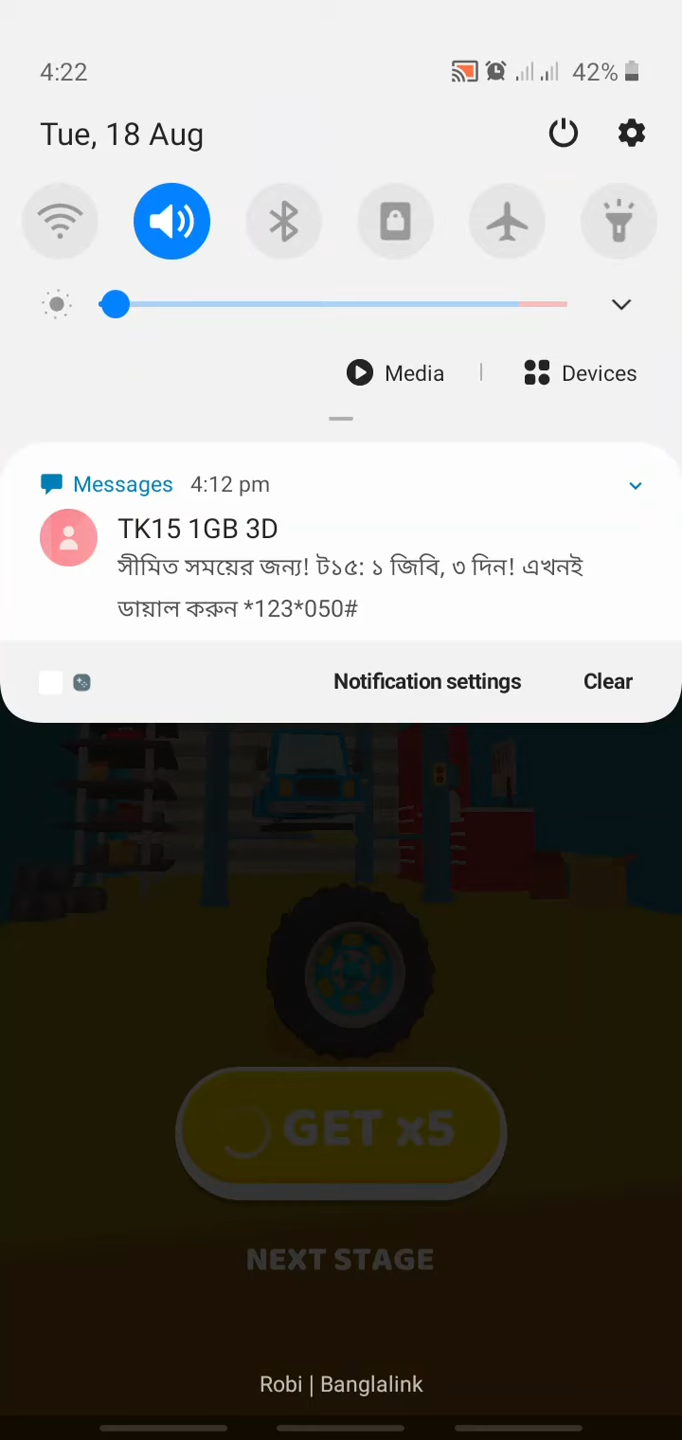 4:22
42%
Tue, 18 Aug
Media | Devices
Messages 4:12 pm
TK15 1GB 3D
সীমিত সময়ের জন্য! ট১৫: ১ জিবি, ৩ দিন! এখনই
ডায়াল করুন *123*050#
Notification settings Clear
GET x5
NEXT STAGE
Robi | Banglalink